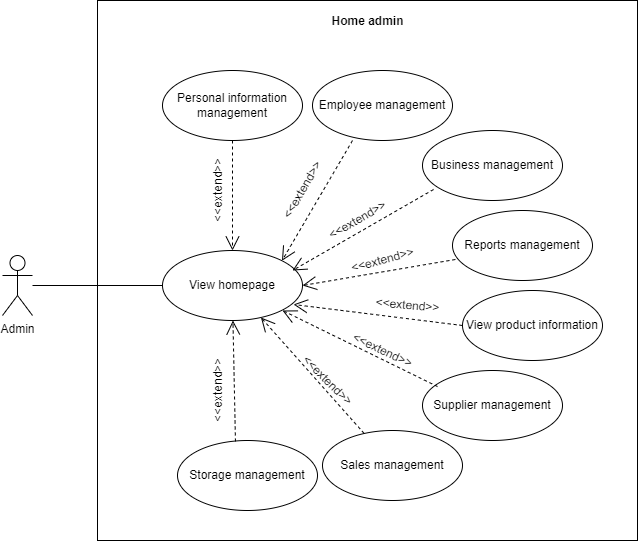 Home admin
Personal information
management
Employee management
Business management
Reports management
View product information
Supplier management
Sales management
Storage management
View homepage
Admin
<<extend>>
<<extend>>
<<extend>>
<<extend>>
<<extend>>
<<extend>>
<<extend>>
<<extend>>